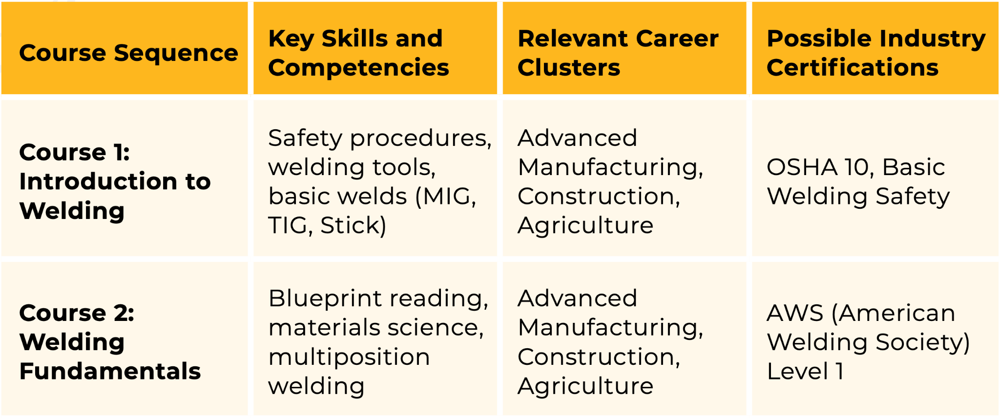 Course Sequence
Key Skills and
Competencies
Relevant Career
Clusters
Possible Industry
Certifications
Course 1:
Introduction to
Welding
Safety procedures,
welding tools,
basic welds (MIG,
TIG, Stick)
Advanced
Manufacturing,
Construction,
Agriculture
OSHA 10, Basic
Welding Safety
Course 2:
Welding
Fundamentals
Blueprint reading,
materials science,
multiposition
welding
Advanced
Manufacturing,
Construction,
Agriculture
AWS (American
Welding Society)
Level 1